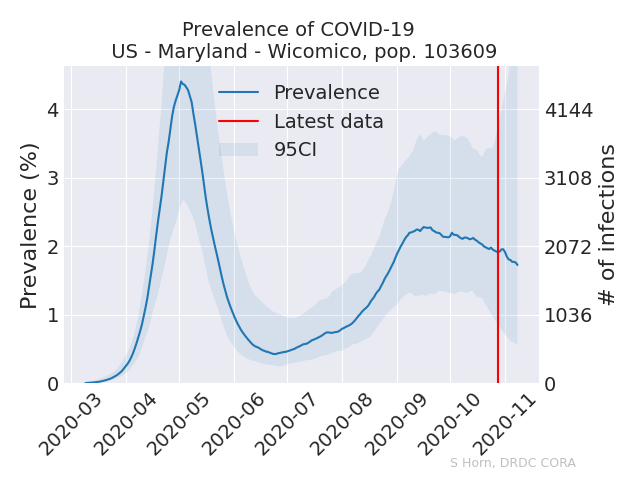 Prevalence of COVID-19
US - Maryland - Wicomico, pop. 103609
Prevalence
Latest data
95CI
Prevalence (%)
4
3
2
1
0
4144
3108
2072
1036
0
# of infections
2020-03
2020-04
2020-05
2020-06
2020-07
2020-08
2020-09
2020-10
2020-11
S Horn, DRDC CORA